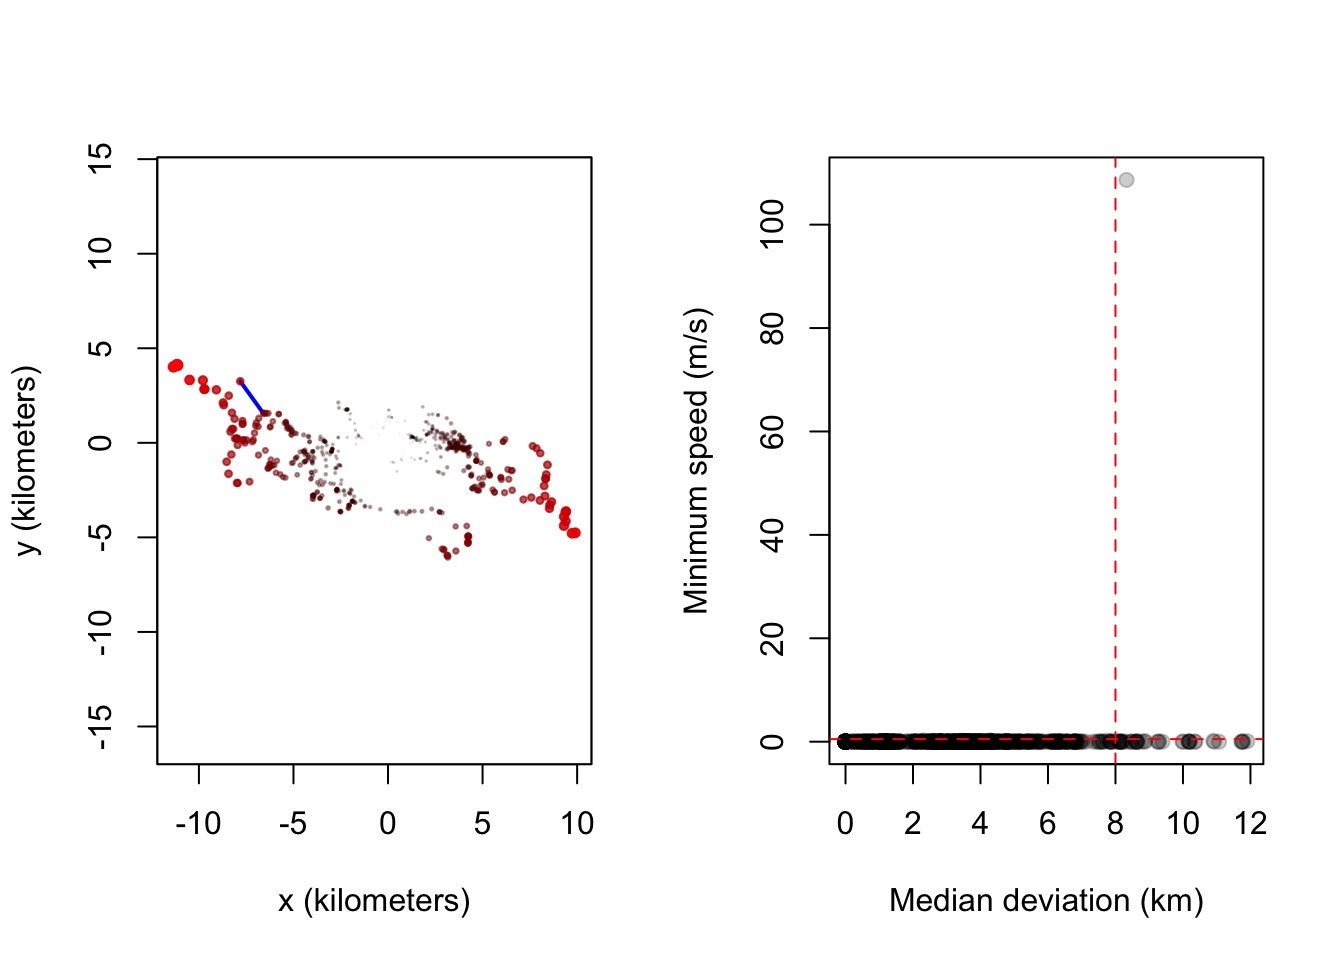 15
10
5
0
-5
-10
-15
y (kilometers)
-10 -5 0 5 10
x (kilometers)
100
80
60
40
20
0
Minimum speed (m/s)
0 2 4 6 8 10 12
Median deviation (km)